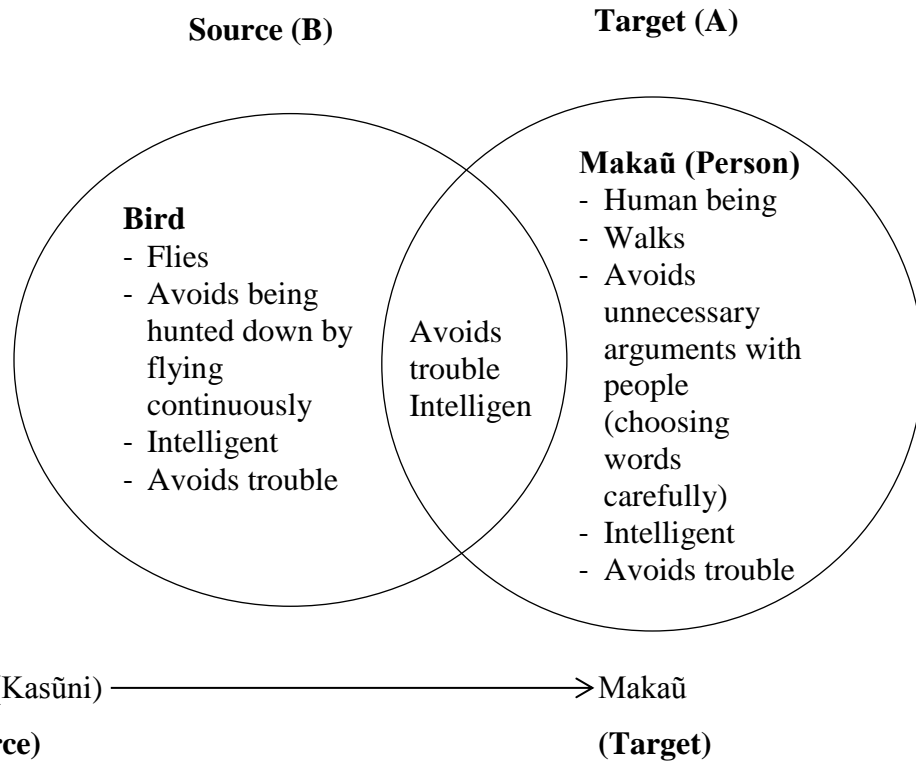 Source (B)
Target (A)
Bird
- Flies
- Avoids being
hunted down by
flying
continuously
- Intelligent
- Avoids trouble
Avoids
trouble
Intelligen
Makaũ (Person)
- Human being
- Walks
- Avoids
unnecessary
arguments with
people
(choosing
words
carefully)
- Intelligent
- Avoids trouble
(Kasũni)
Makaũ
rce)
(Target)